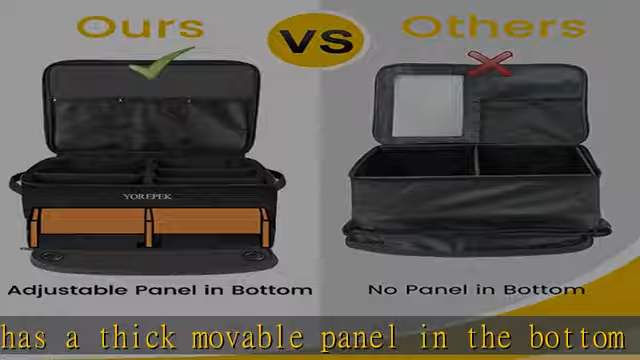 Ours
VS
Others
YOREPEK
Adjustable Panel in Bottom
No Panel in Bottom
has a thick movable panel in the bottom